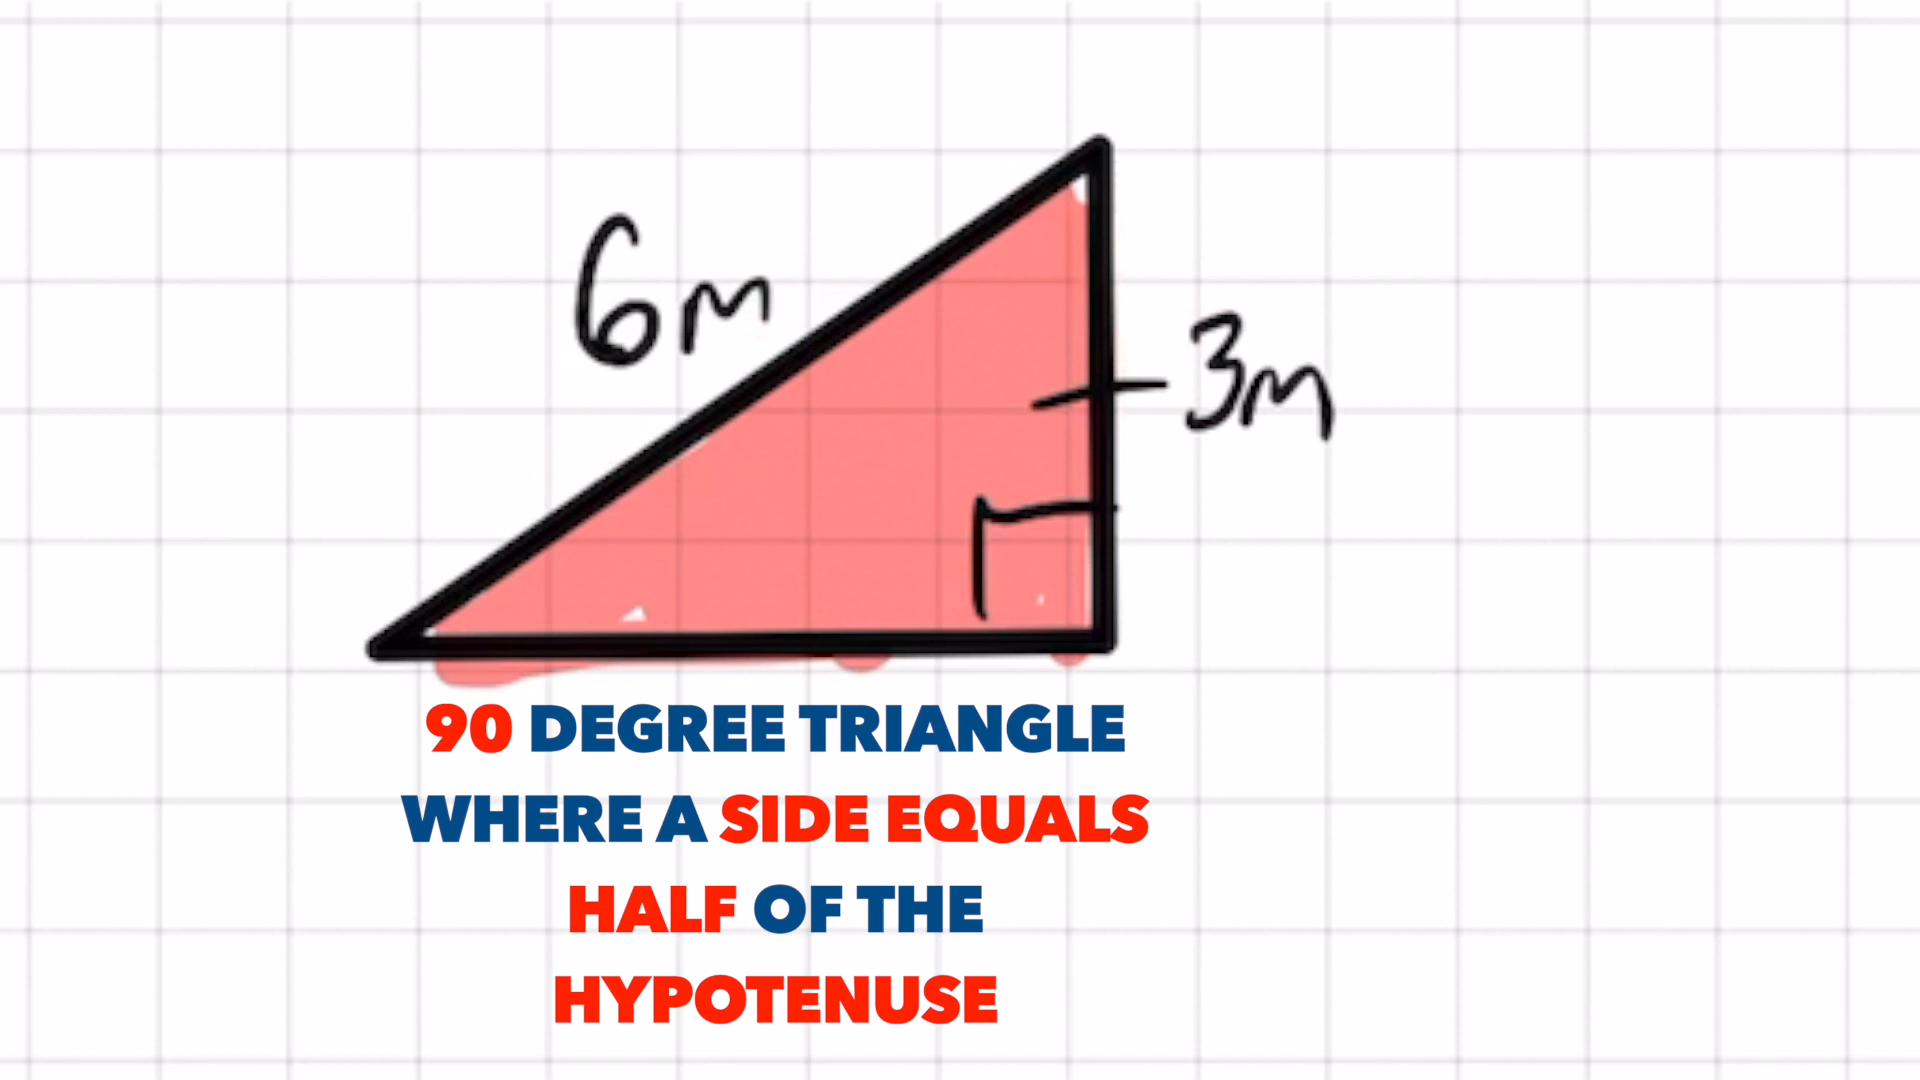 6m
3m
90 DEGREE TRIANGLE
WHERE A SIDE EQUALS
HALF OF THE
HYPOTENUSE